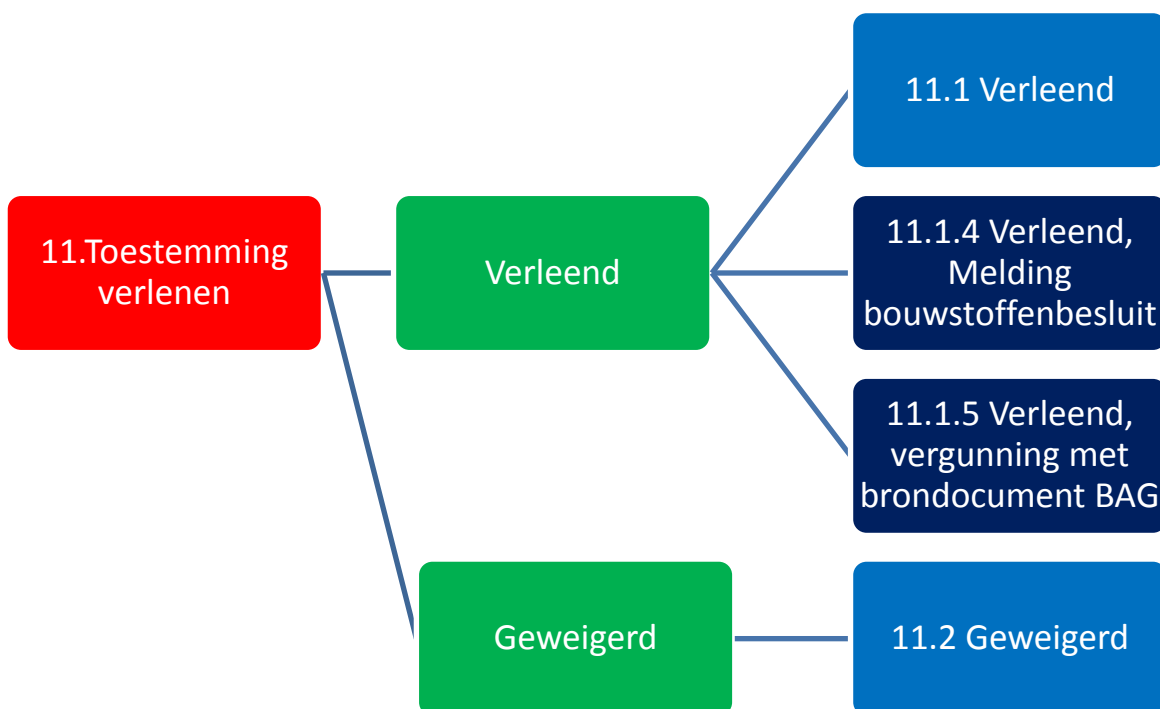 11.Toestemming
verlenen
Verleend
11.1 Verleend
11.1.4 Verleend,
Melding
bouwstoffenbesluit
11.1.5 Verleend,
vergunning met
brondocument BAG
Geweigerd
11.2 Geweigerd